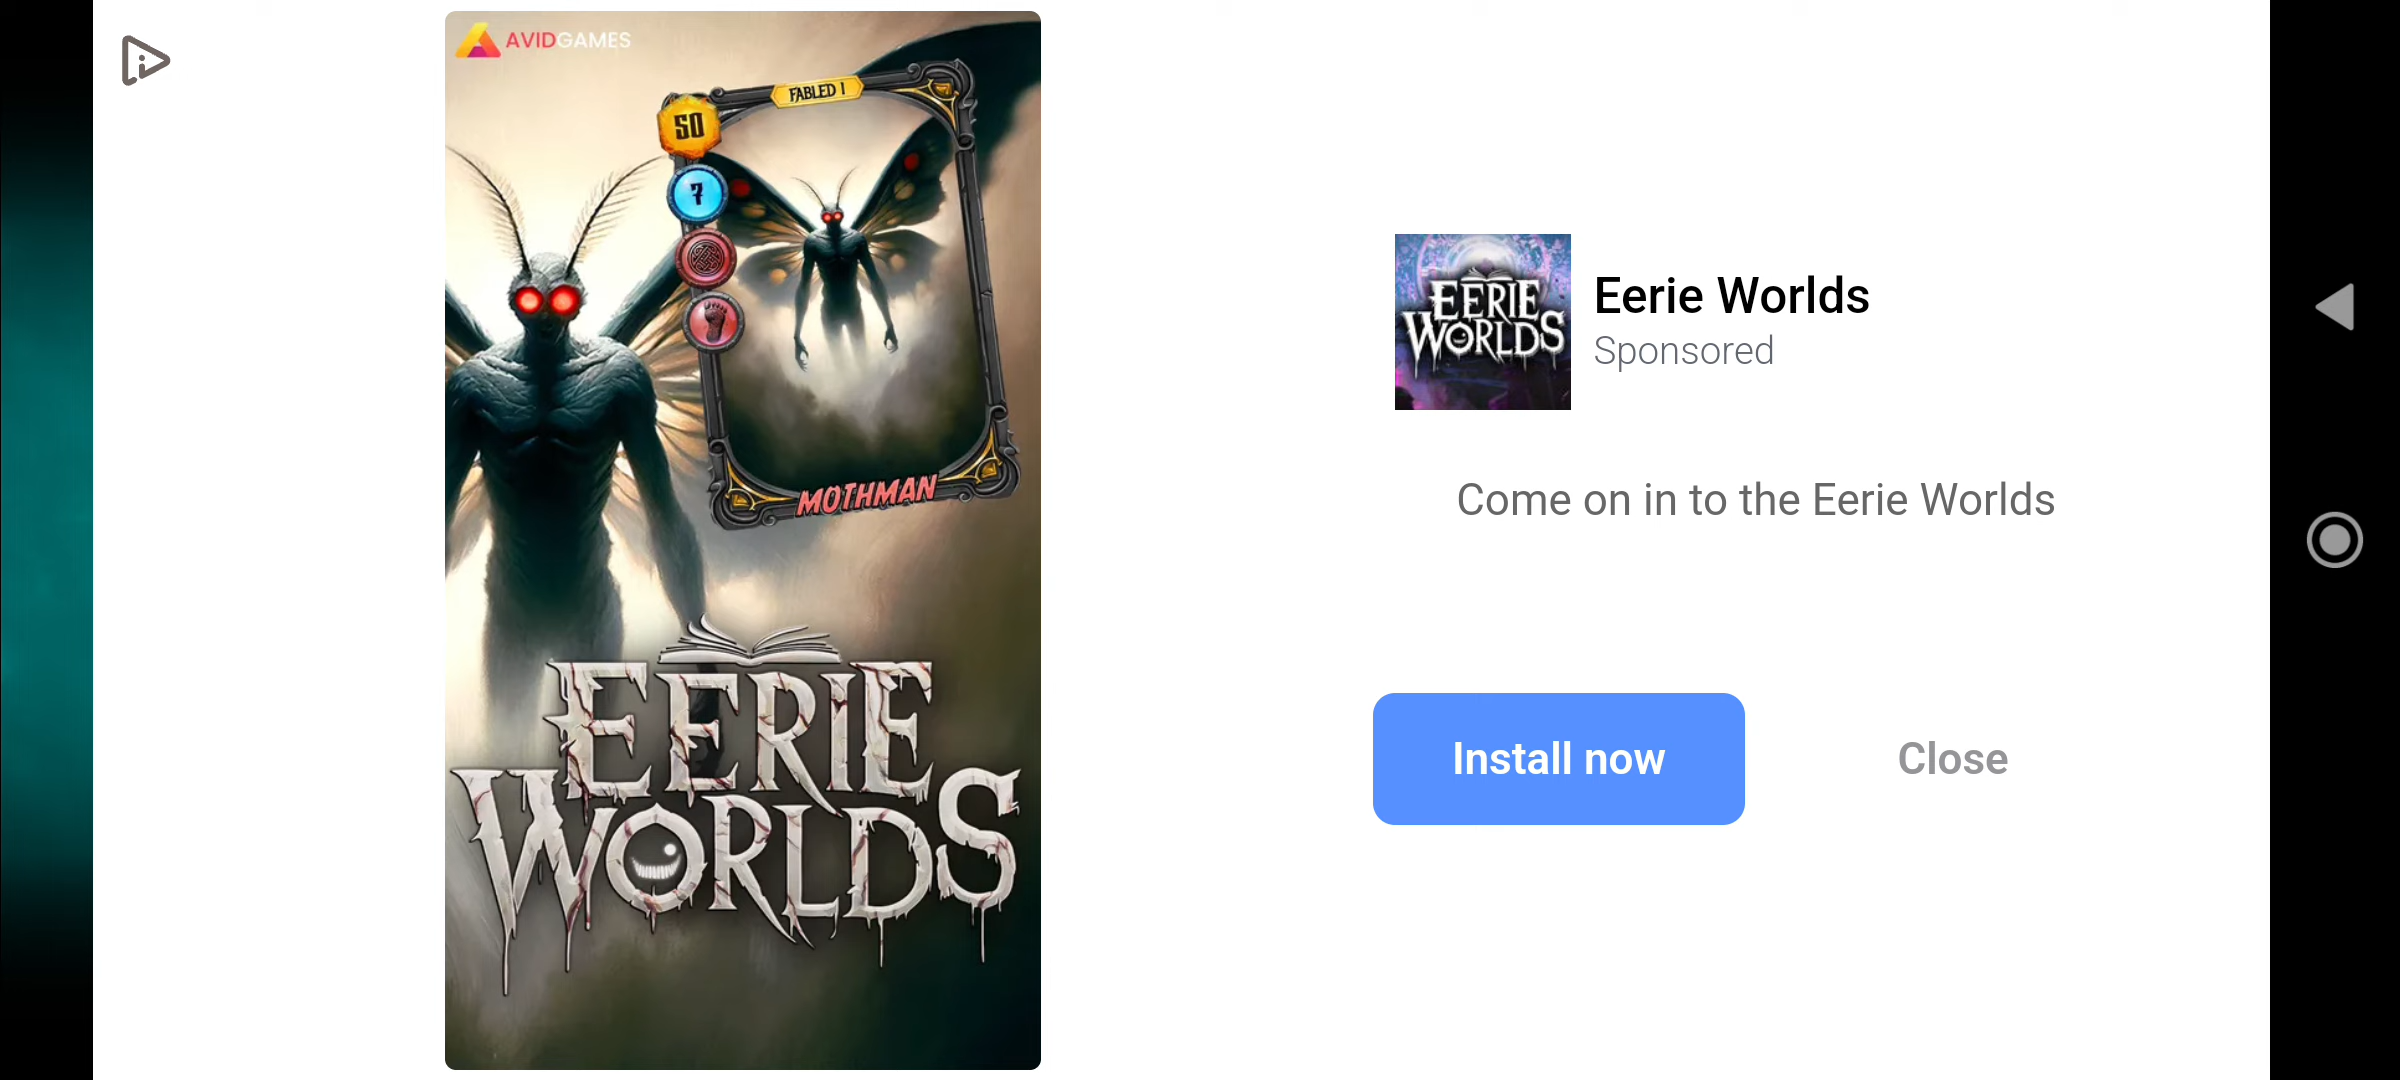 AVIDGAMES
FABLED 1
50
7
MOTHMAN
EERIE
WORLDS
EERIE
WORLDS
Eerie Worlds
Sponsored
Come on in to the Eerie Worlds
Install now
Close